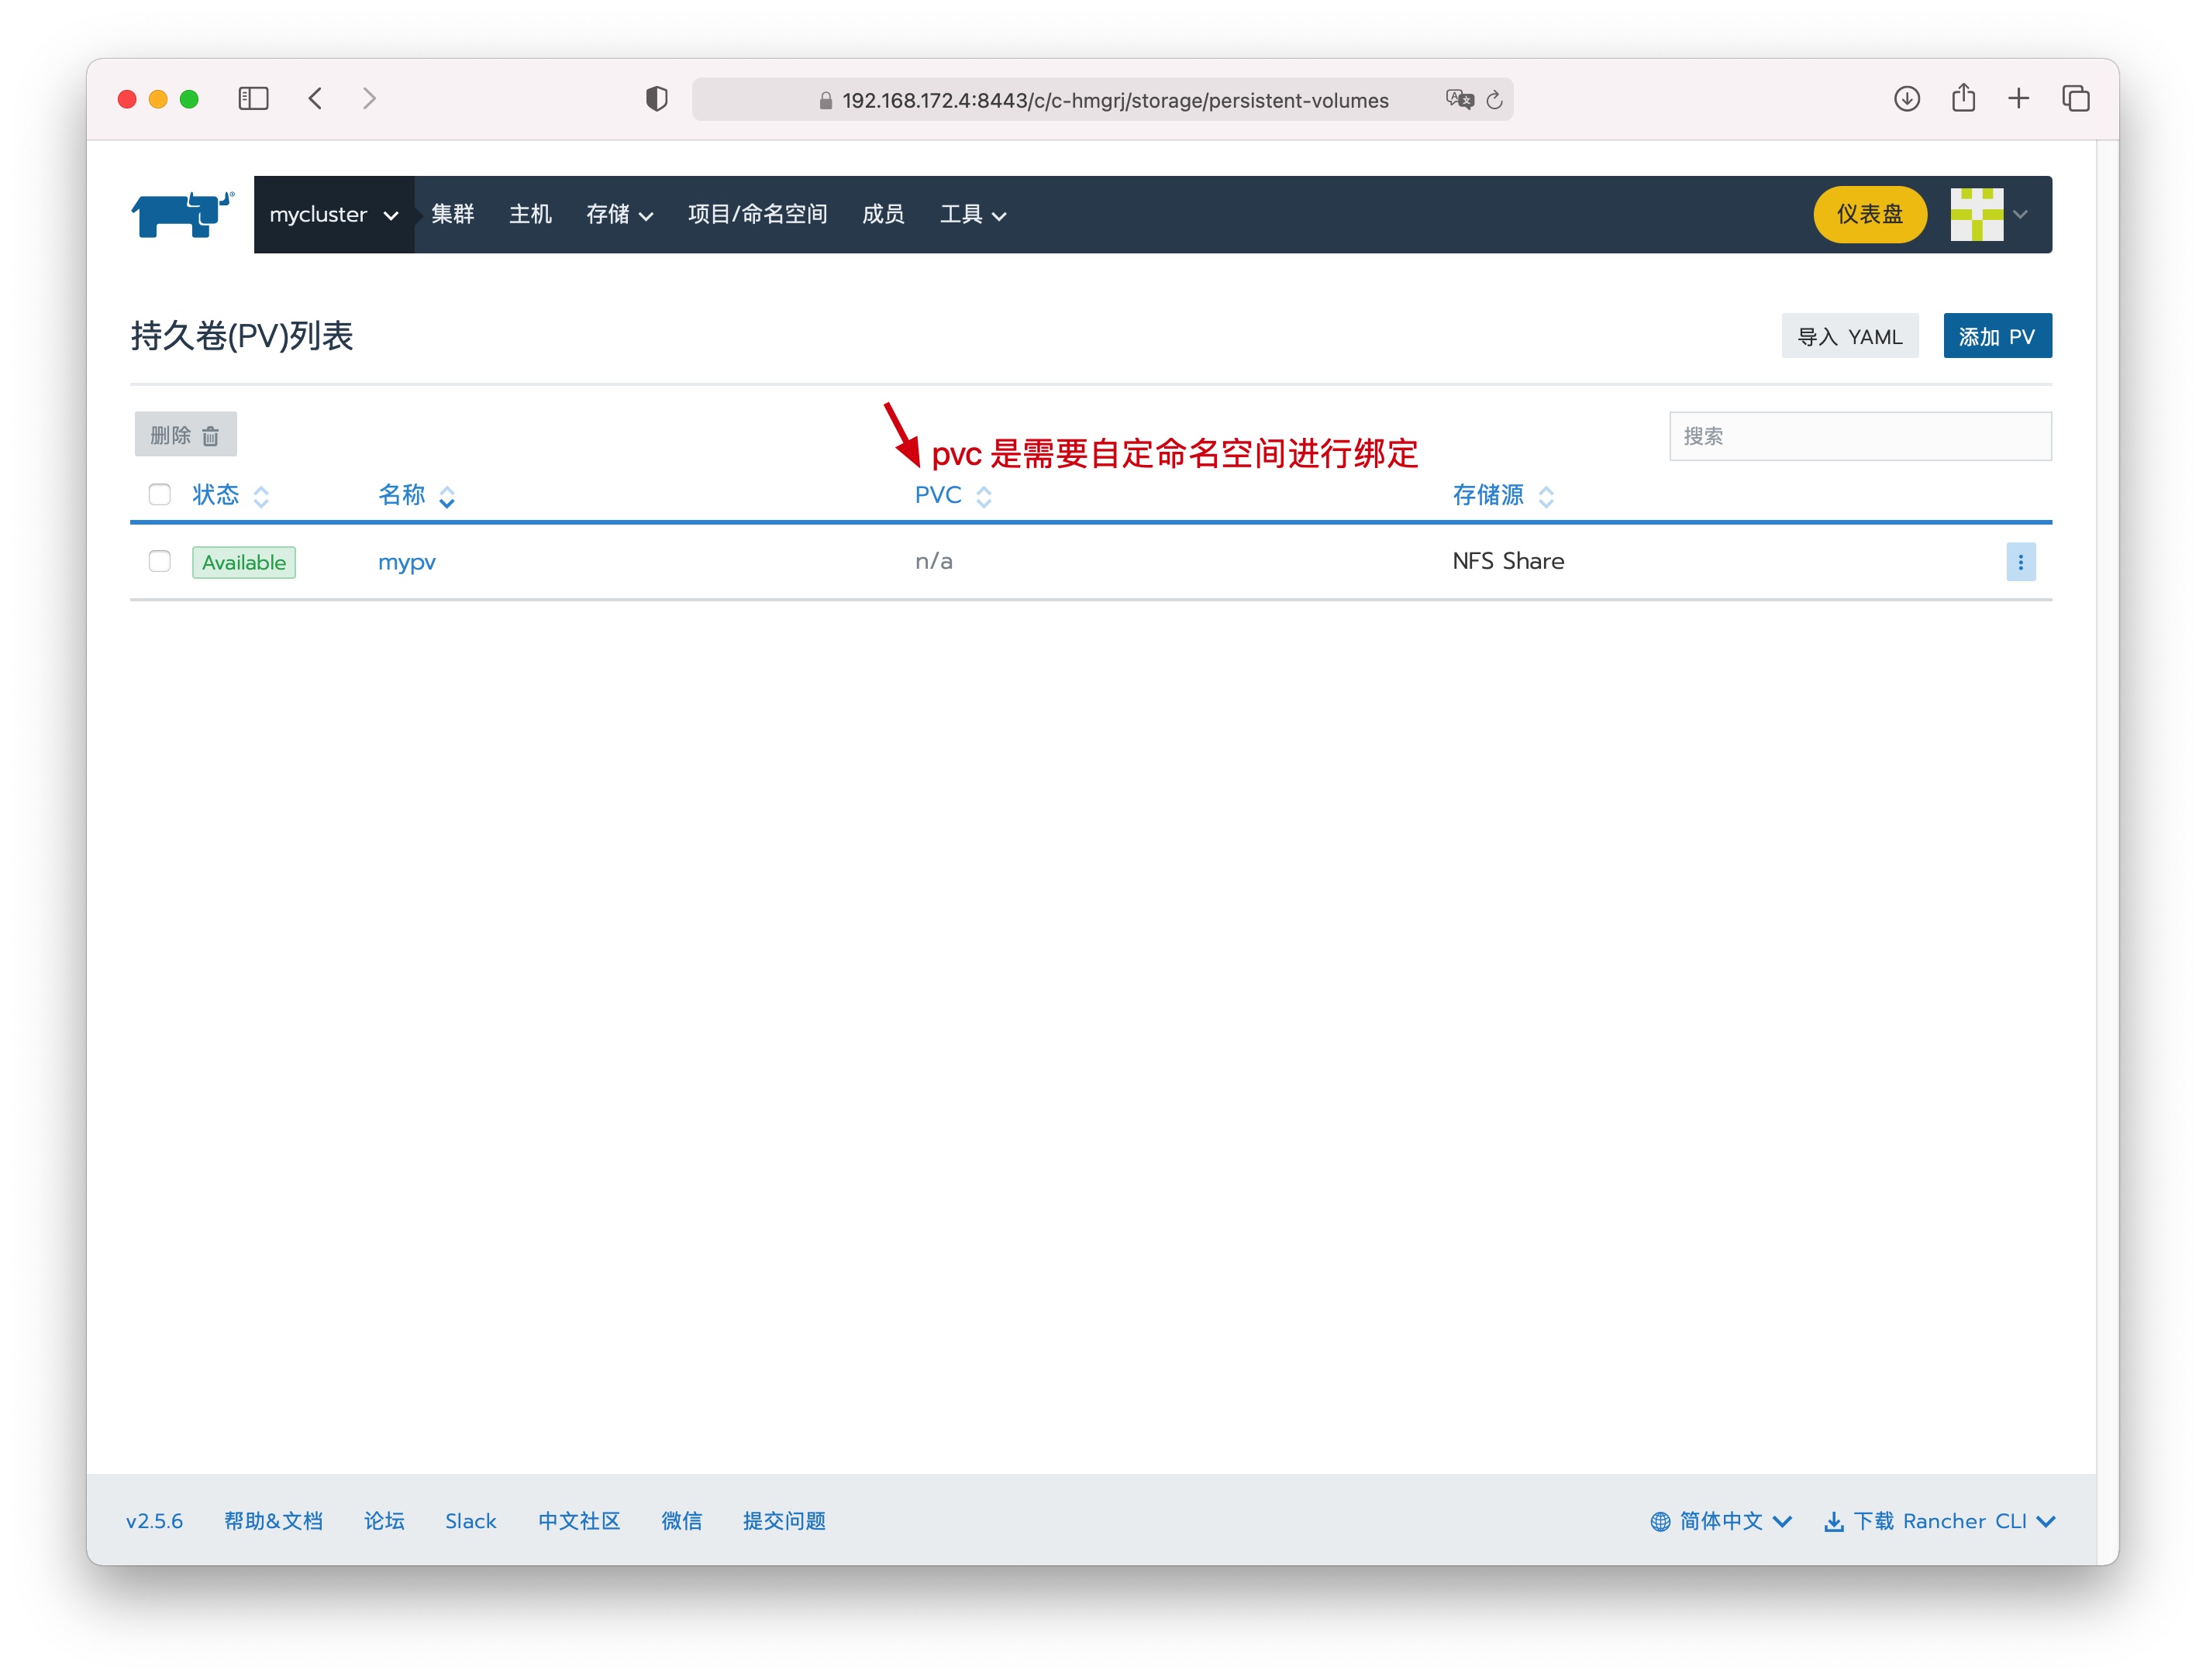 192.168.172.4:8443/c/c-hmgrj/storage/persistent-volumes
mycluster 集群 主机 存储 项目/命名空间 成员 工具 仪表盘
持久卷(PV)列表 导入 YAML 添加 PV
删除 搜索
pvc 是需要自定命名空间进行绑定
状态 名称 PVC 存储源
Available mypv n/a NFS Share
v2.5.6 帮助&文档 论坛 Slack 中文社区 微信 提交问题 简体中文 下载 Rancher CLI